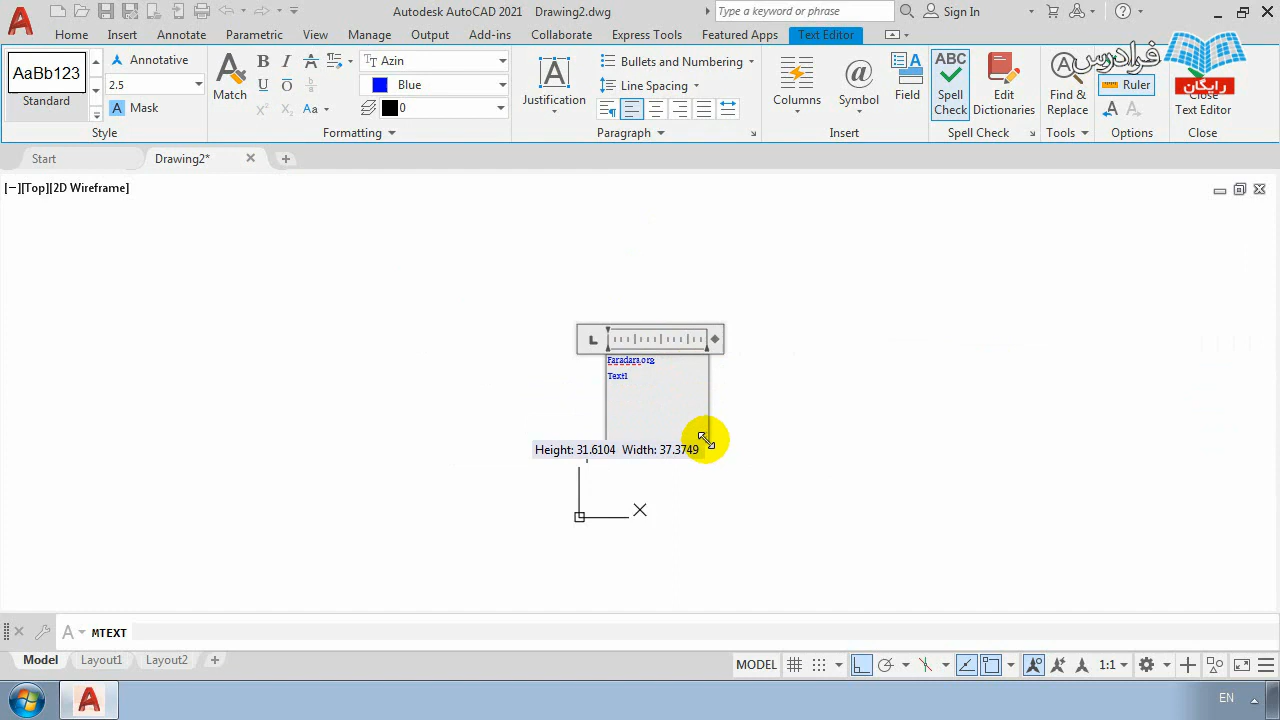 Autodesk AutoCAD 2021 Drawing2.dwg
Type a keyword or phrase
Sign In
Home Insert Annotate Parametric View Manage Output Add-ins Collaborate Express Tools Featured Apps Text Editor
AaBb123
Standard
Annotative
2.5
Mask
Style
Match
Azin
Blue
0
Formatting
Justification
Bullets and Numbering
Line Spacing
Paragraph
Columns
Symbol
Field
Insert
ABC
Spell Check
Edit Dictionaries
Spell Check
Find & Replace
Tools
Ruler
Options
Close Text Editor
Close
فرادرس
رایگان
Start
Drawing2*
[−][Top][2D Wireframe]
Faradara.org
Text1
Height: 31.6104 Width: 37.3749
X
MTEXT
Model Layout1 Layout2
MODEL
1:1
EN